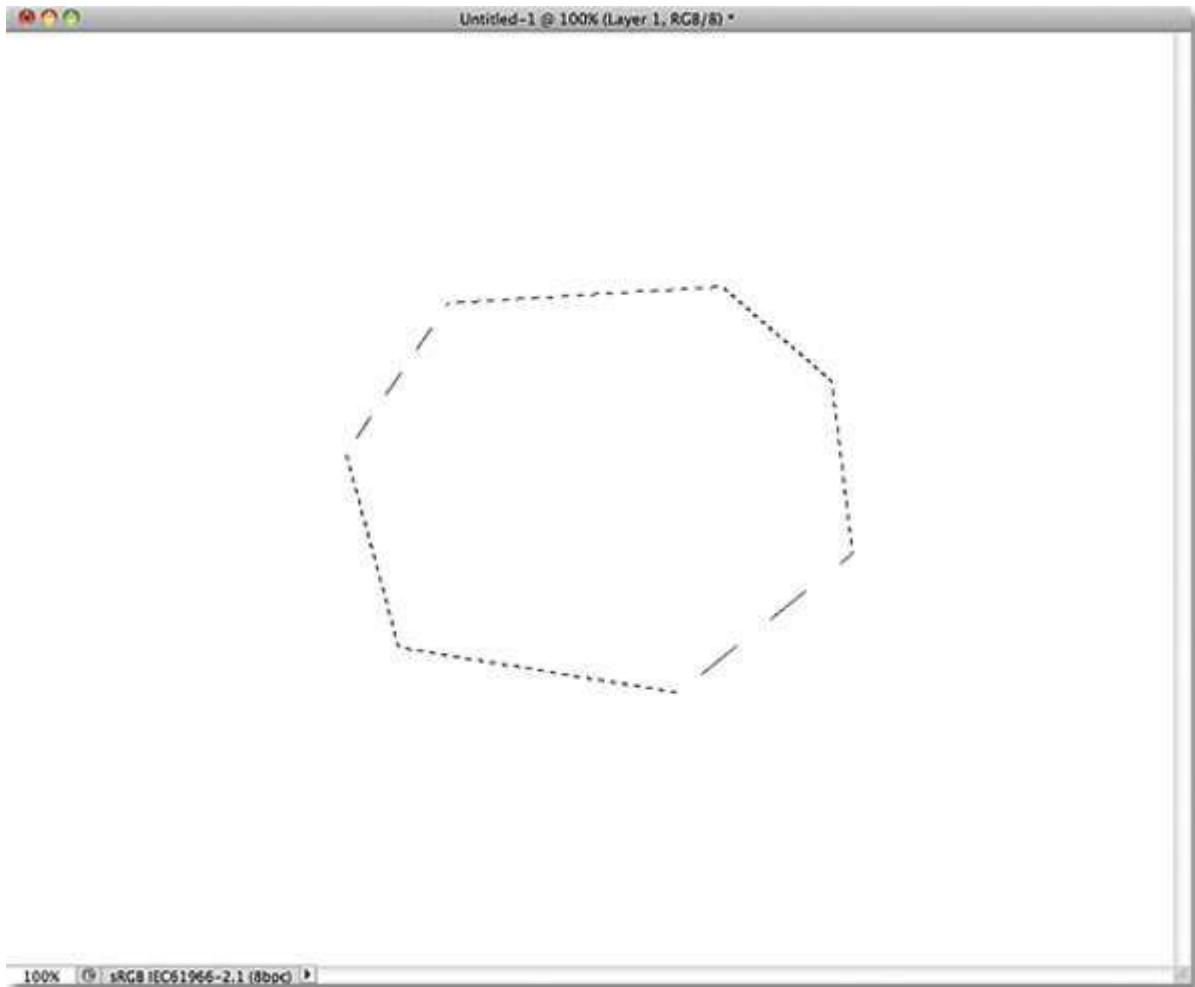 Untitled-1 @ 100% (Layer 1, RGB/8) *
100% sRGB IEC61966-2.1 (8bpc)